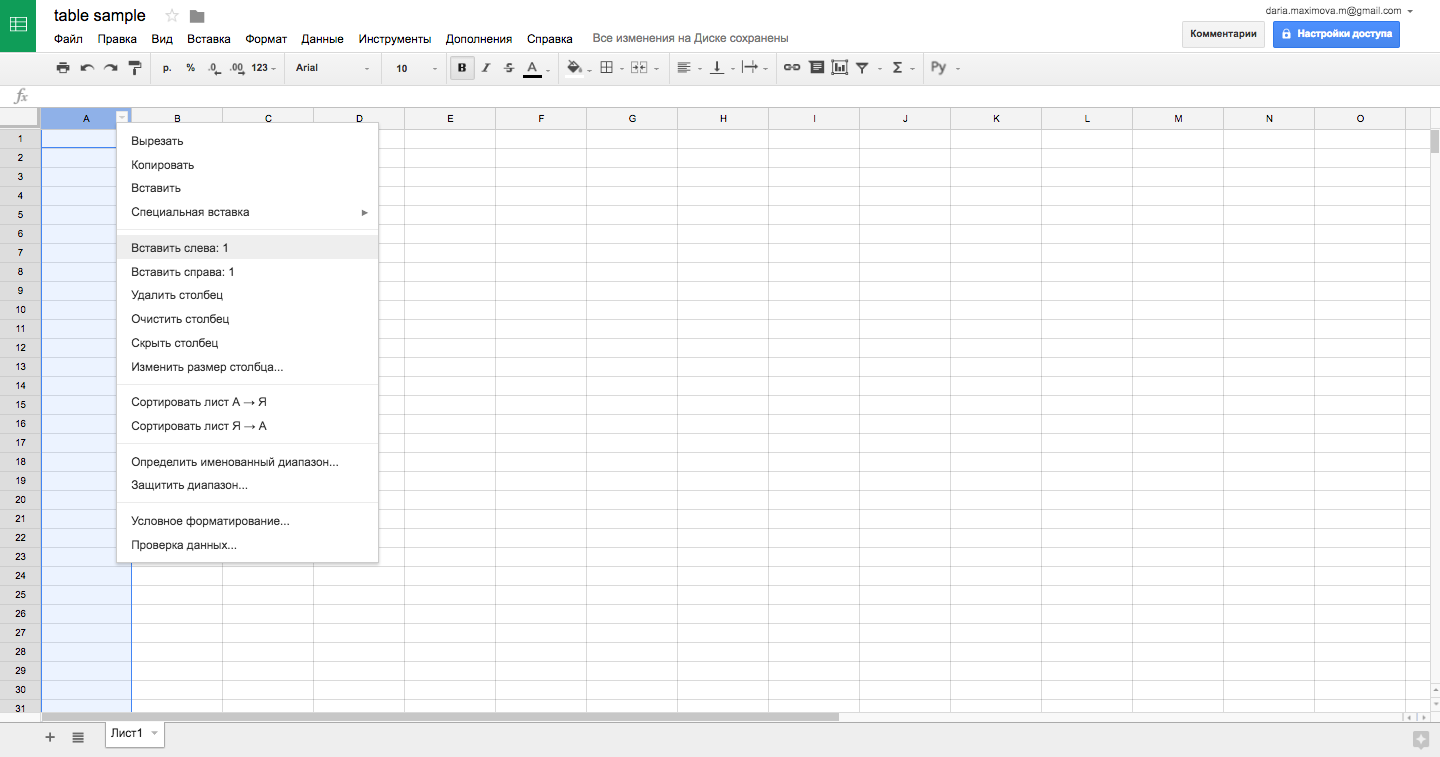 table sample
daria.maximova.m@gmail.com
Файл Правка Вид Вставка Формат Данные Инструменты Дополнения Справка Все изменения на Диске сохранены
Комментарии
Настройки доступа
р. % .0 .00 123 Arial 10 B I S A Σ Ру
fx
A B C D E F G H I J K L M N O
1
2
3
4
5
6
7
8
9
10
11
12
13
14
15
16
17
18
19
20
21
22
23
24
25
26
27
28
29
30
31
Вырезать
Копировать
Вставить
Специальная вставка
Вставить слева: 1
Вставить справа: 1
Удалить столбец
Очистить столбец
Скрыть столбец
Изменить размер столбца...
Сортировать лист А → Я
Сортировать лист Я → А
Определить именованный диапазон...
Защитить диапазон...
Условное форматирование...
Проверка данных...
Лист1